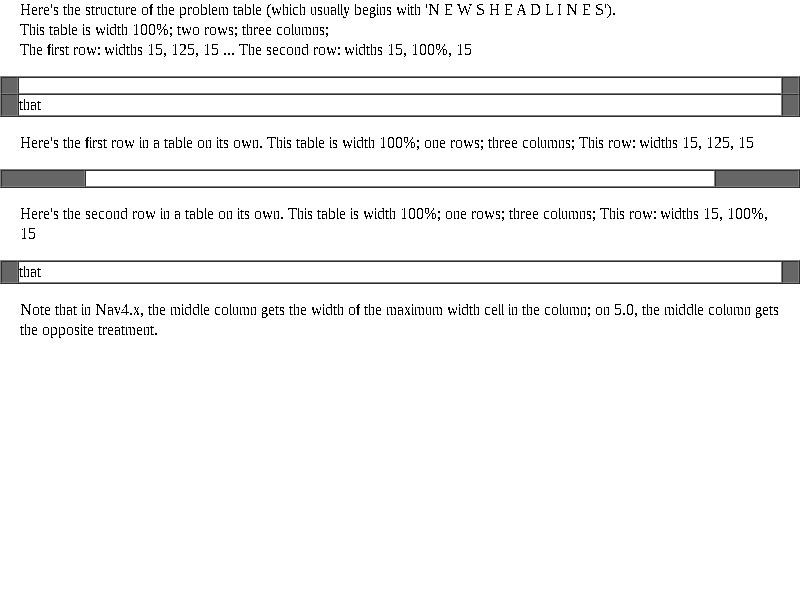 Here's the structure of the problem table (which usually begins with 'N E W S H E A D L I N E S').
This table is width 100%; two rows; three columns;
The first row: widths 15, 125, 15 ... The second row: widths 15, 100%, 15
that
Here's the first row in a table on its own. This table is width 100%; one rows; three columns; This row: widths 15, 125, 15
Here's the second row in a table on its own. This table is width 100%; one rows; three columns; This row: widths 15, 100%,
15
that
Note that in Nav4.x, the middle column gets the width of the maximum width cell in the column; on 5.0, the middle column gets
the opposite treatment.